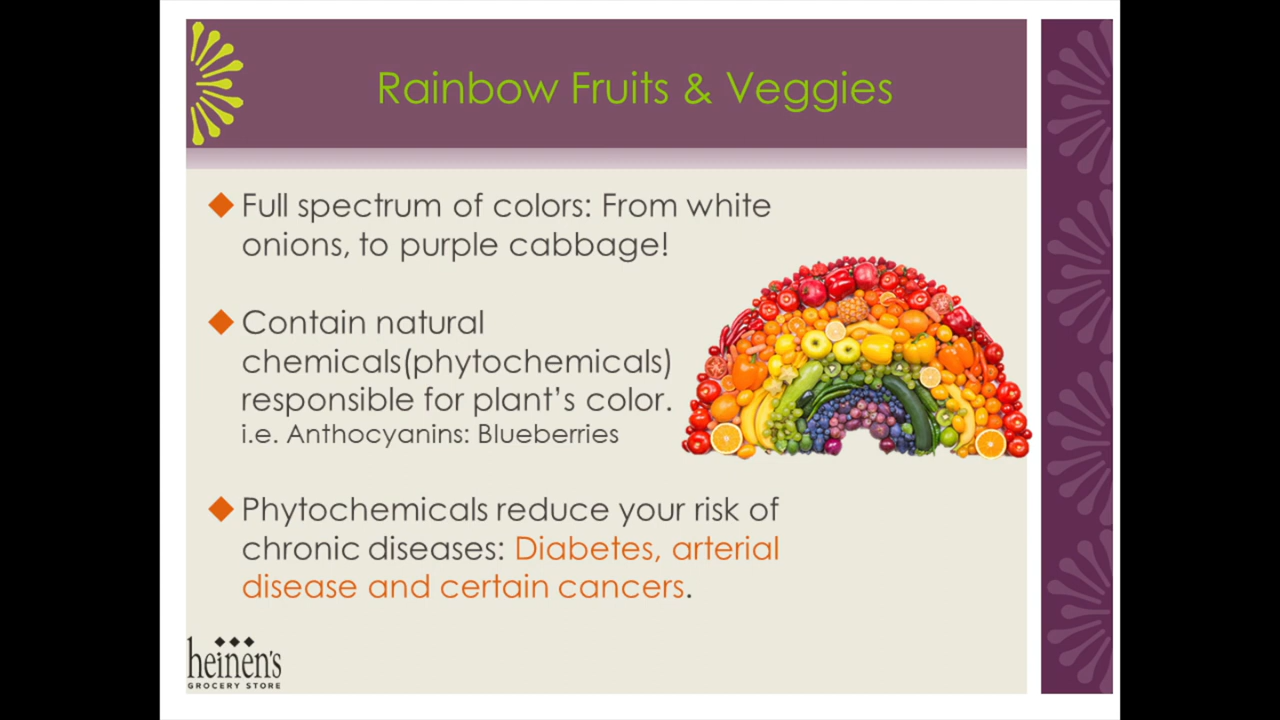 Rainbow Fruits & Veggies
Full spectrum of colors: From white
onions, to purple cabbage!
Contain natural
chemicals(phytochemicals)
responsible for plant's color.
i.e. Anthocyanins: Blueberries
Phytochemicals reduce your risk of
chronic diseases: Diabetes, arterial
disease and certain cancers.
heinen's
GROCERY STORE